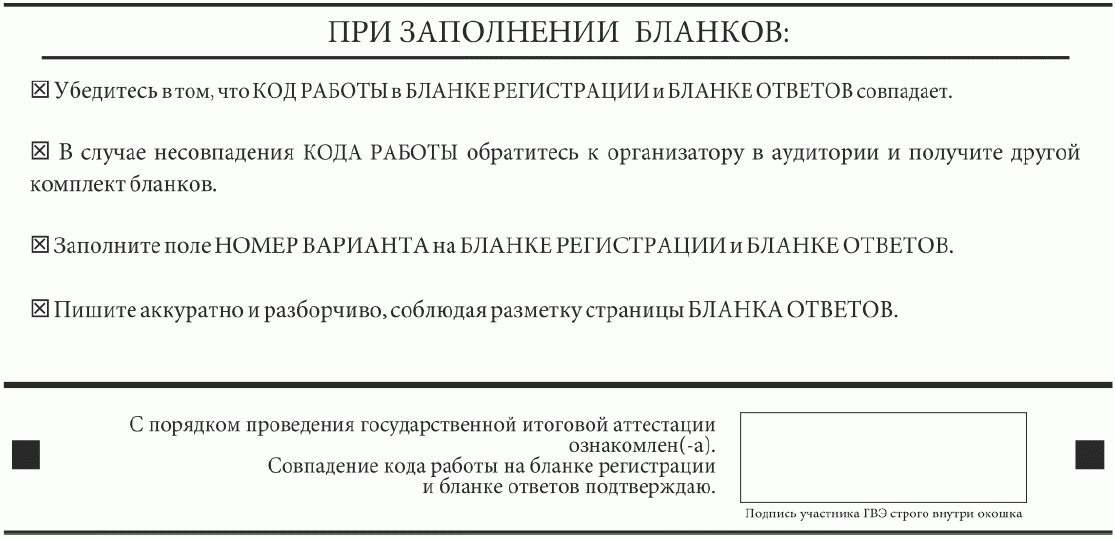 ПРИ ЗАПОЛНЕНИИ БЛАНКОВ:
☒ Убедитесь в том, что КОД РАБОТЫ в БЛАНКЕ РЕГИСТРАЦИИ и БЛАНКЕ ОТВЕТОВ совпадает.
☒ В случае несовпадения КОДА РАБОТЫ обратитесь к организатору в аудитории и получите другой
комплект бланков.
☒ Заполните поле НОМЕР ВАРИАНТА на БЛАНКЕ РЕГИСТРАЦИИ и БЛАНКЕ ОТВЕТОВ.
☒ Пишите аккуратно и разборчиво, соблюдая разметку страницы БЛАНКА ОТВЕТОВ.
С порядком проведения государственной итоговой аттестации
ознакомлен(-а).
Совпадение кода работы на бланке регистрации
и бланке ответов подтверждаю.
Подпись участника ГВЭ строго внутри окошка